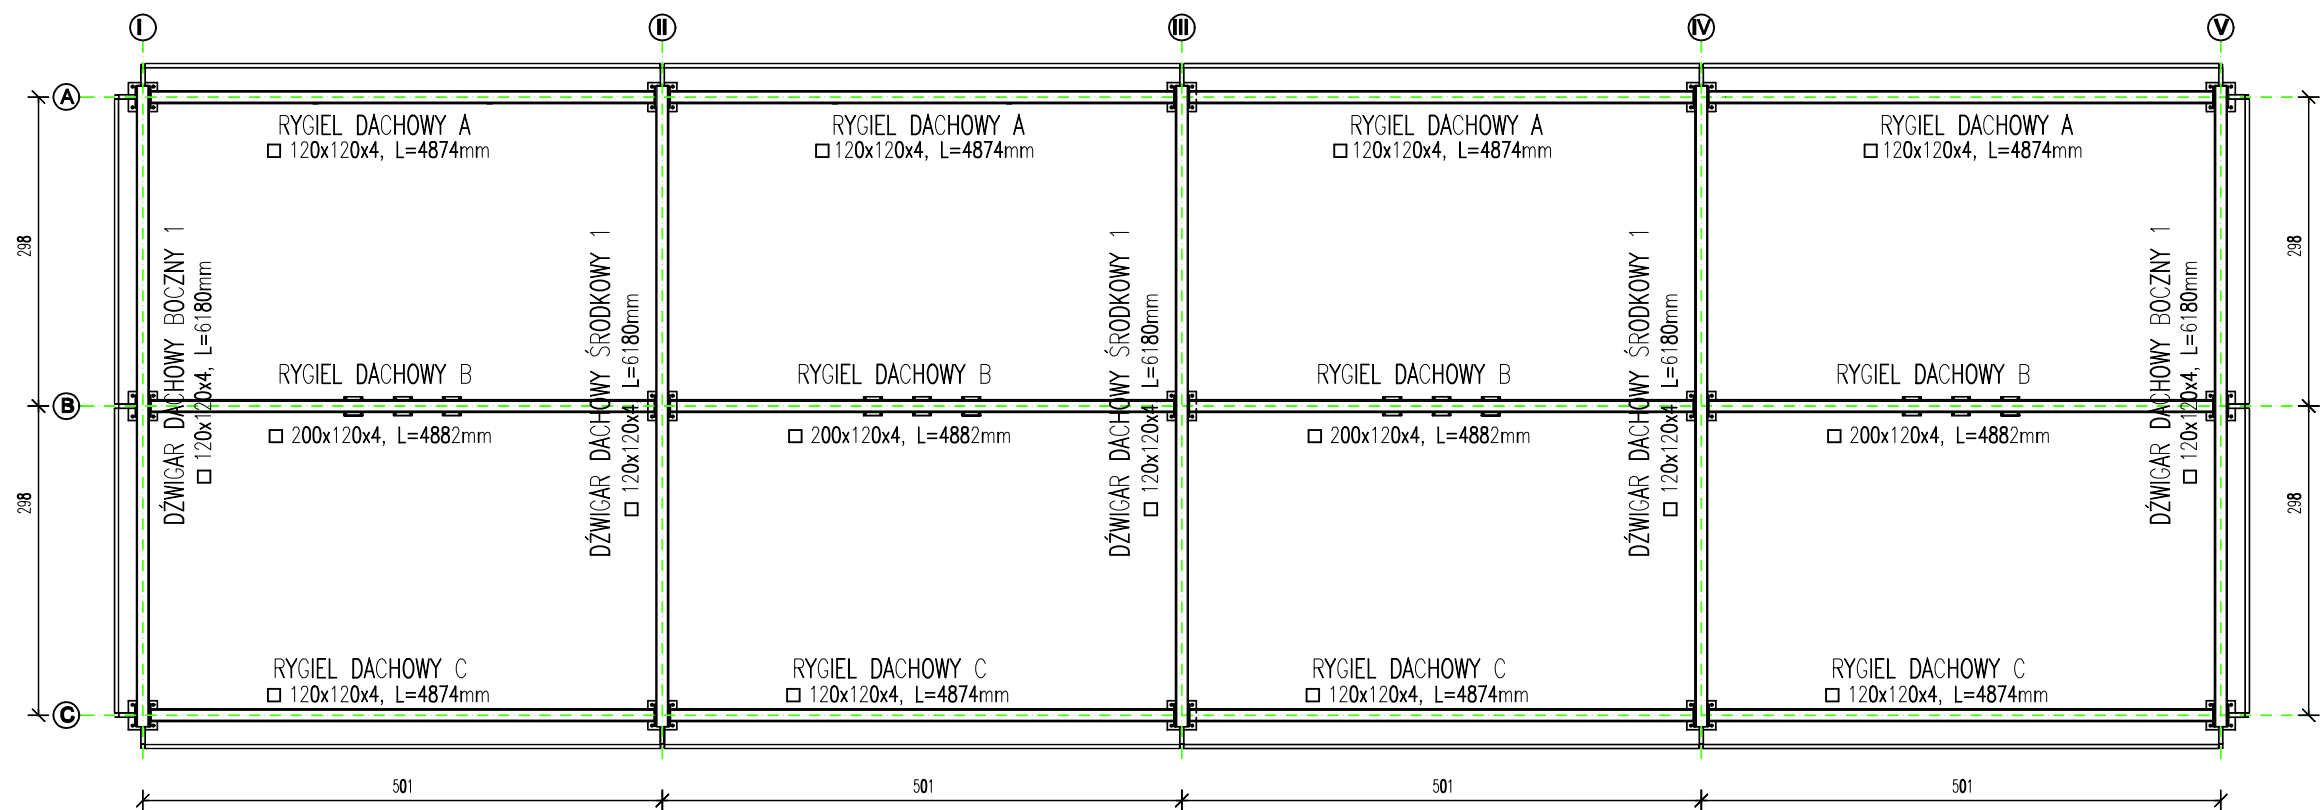 I II III IV V
A
RYGIEL DACHOWY A RYGIEL DACHOWY A RYGIEL DACHOWY A RYGIEL DACHOWY A
120x120x4, L=4874mm 120x120x4, L=4874mm 120x120x4, L=4874mm 120x120x4, L=4874mm
298 298
DŹWIGAR DACHOWY BOCZNY 1
120x120x4, L=6180mm
DŹWIGAR DACHOWY ŚRODKOWY 1
120x120x4 L=6180mm
DŹWIGAR DACHOWY ŚRODKOWY 1
120x120x4 L=6180mm
DŹWIGAR DACHOWY ŚRODKOWY 1
120x120x4 L=6180mm
DŹWIGAR DACHOWY BOCZNY 1
120x120x4, L=6180mm
RYGIEL DACHOWY B RYGIEL DACHOWY B RYGIEL DACHOWY B RYGIEL DACHOWY B
B
200x120x4, L=4882mm 200x120x4, L=4882mm 200x120x4, L=4882mm 200x120x4, L=4882mm
298 298
RYGIEL DACHOWY C RYGIEL DACHOWY C RYGIEL DACHOWY C RYGIEL DACHOWY C
120x120x4, L=4874mm 120x120x4, L=4874mm 120x120x4, L=4874mm 120x120x4, L=4874mm
C
501 501 501 501